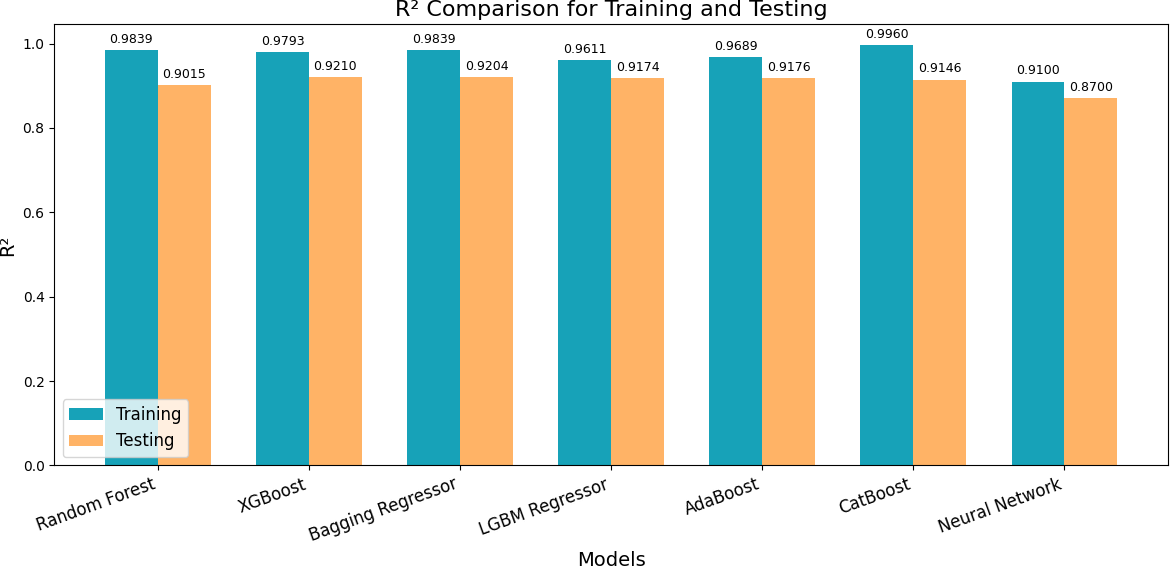 R² Comparison for Training and Testing
0.9839 0.9015 0.9793 0.9210 0.9839 0.9204 0.9611 0.9174 0.9689 0.9176 0.9960 0.9146 0.9100 0.8700
1.0
0.8
0.6
0.4
0.2
0.0
R²
Training
Testing
Random Forest XGBoost Bagging Regressor LGBM Regressor AdaBoost CatBoost Neural Network
Models